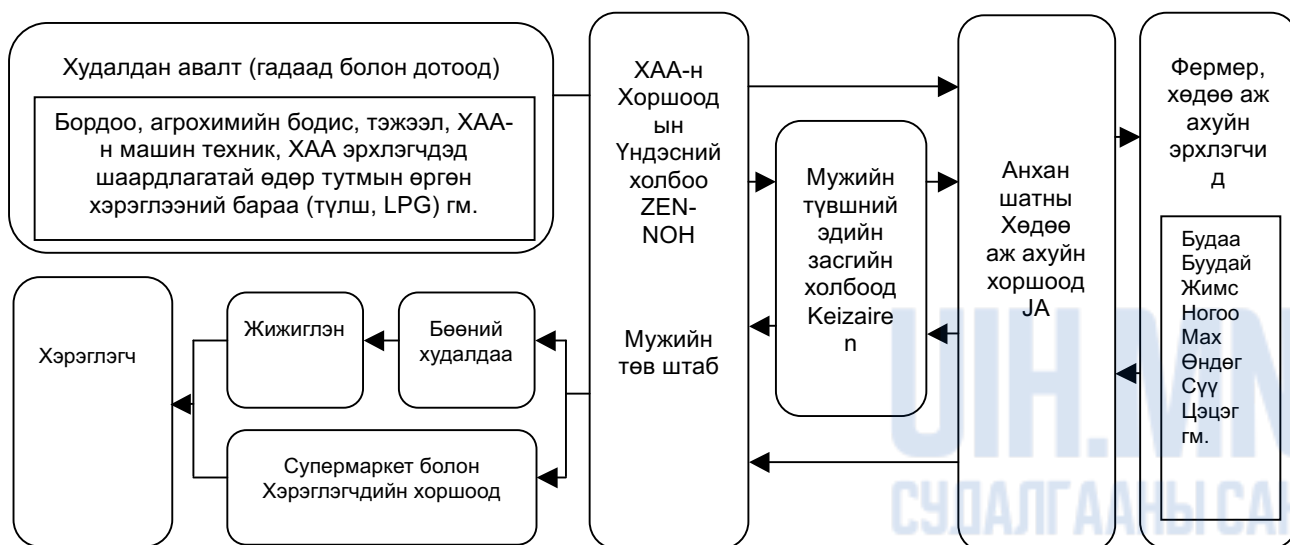 Худалдан авалт (гадаад болон дотоод)
Бордоо, агрохимийн бодис, тэжээл, ХАА-
н машин техник, ХАА эрхлэгчдэд
шаардлагатай өдөр тутмын өргөн
хэрэглээний бараа (түлш, LPG) гм.
ХАА-н
Хоршоод
ын
Үндэсний
холбоо
ZEN-
NOH
Мужийн
төв штаб
Мужийн
түвшний
эдийн
засгийн
холбоод
Keizaire
n
Анхан
шатны
Хөдөө
аж ахуйн
хоршоод
JA
Фермер,
хөдөө аж
ахуйн
эрхлэгчи
д
Будаа
Буудай
Жимс
Ногоо
Мах
Өндөг
Сүү
Цэцэг
гм.
Хэрэглэгч
Жижиглэн
Бөөний
худалдаа
Супермаркет болон
Хэрэглэгчдийн хоршоод
UIH.MN
СУДАЛГААНЫ САН